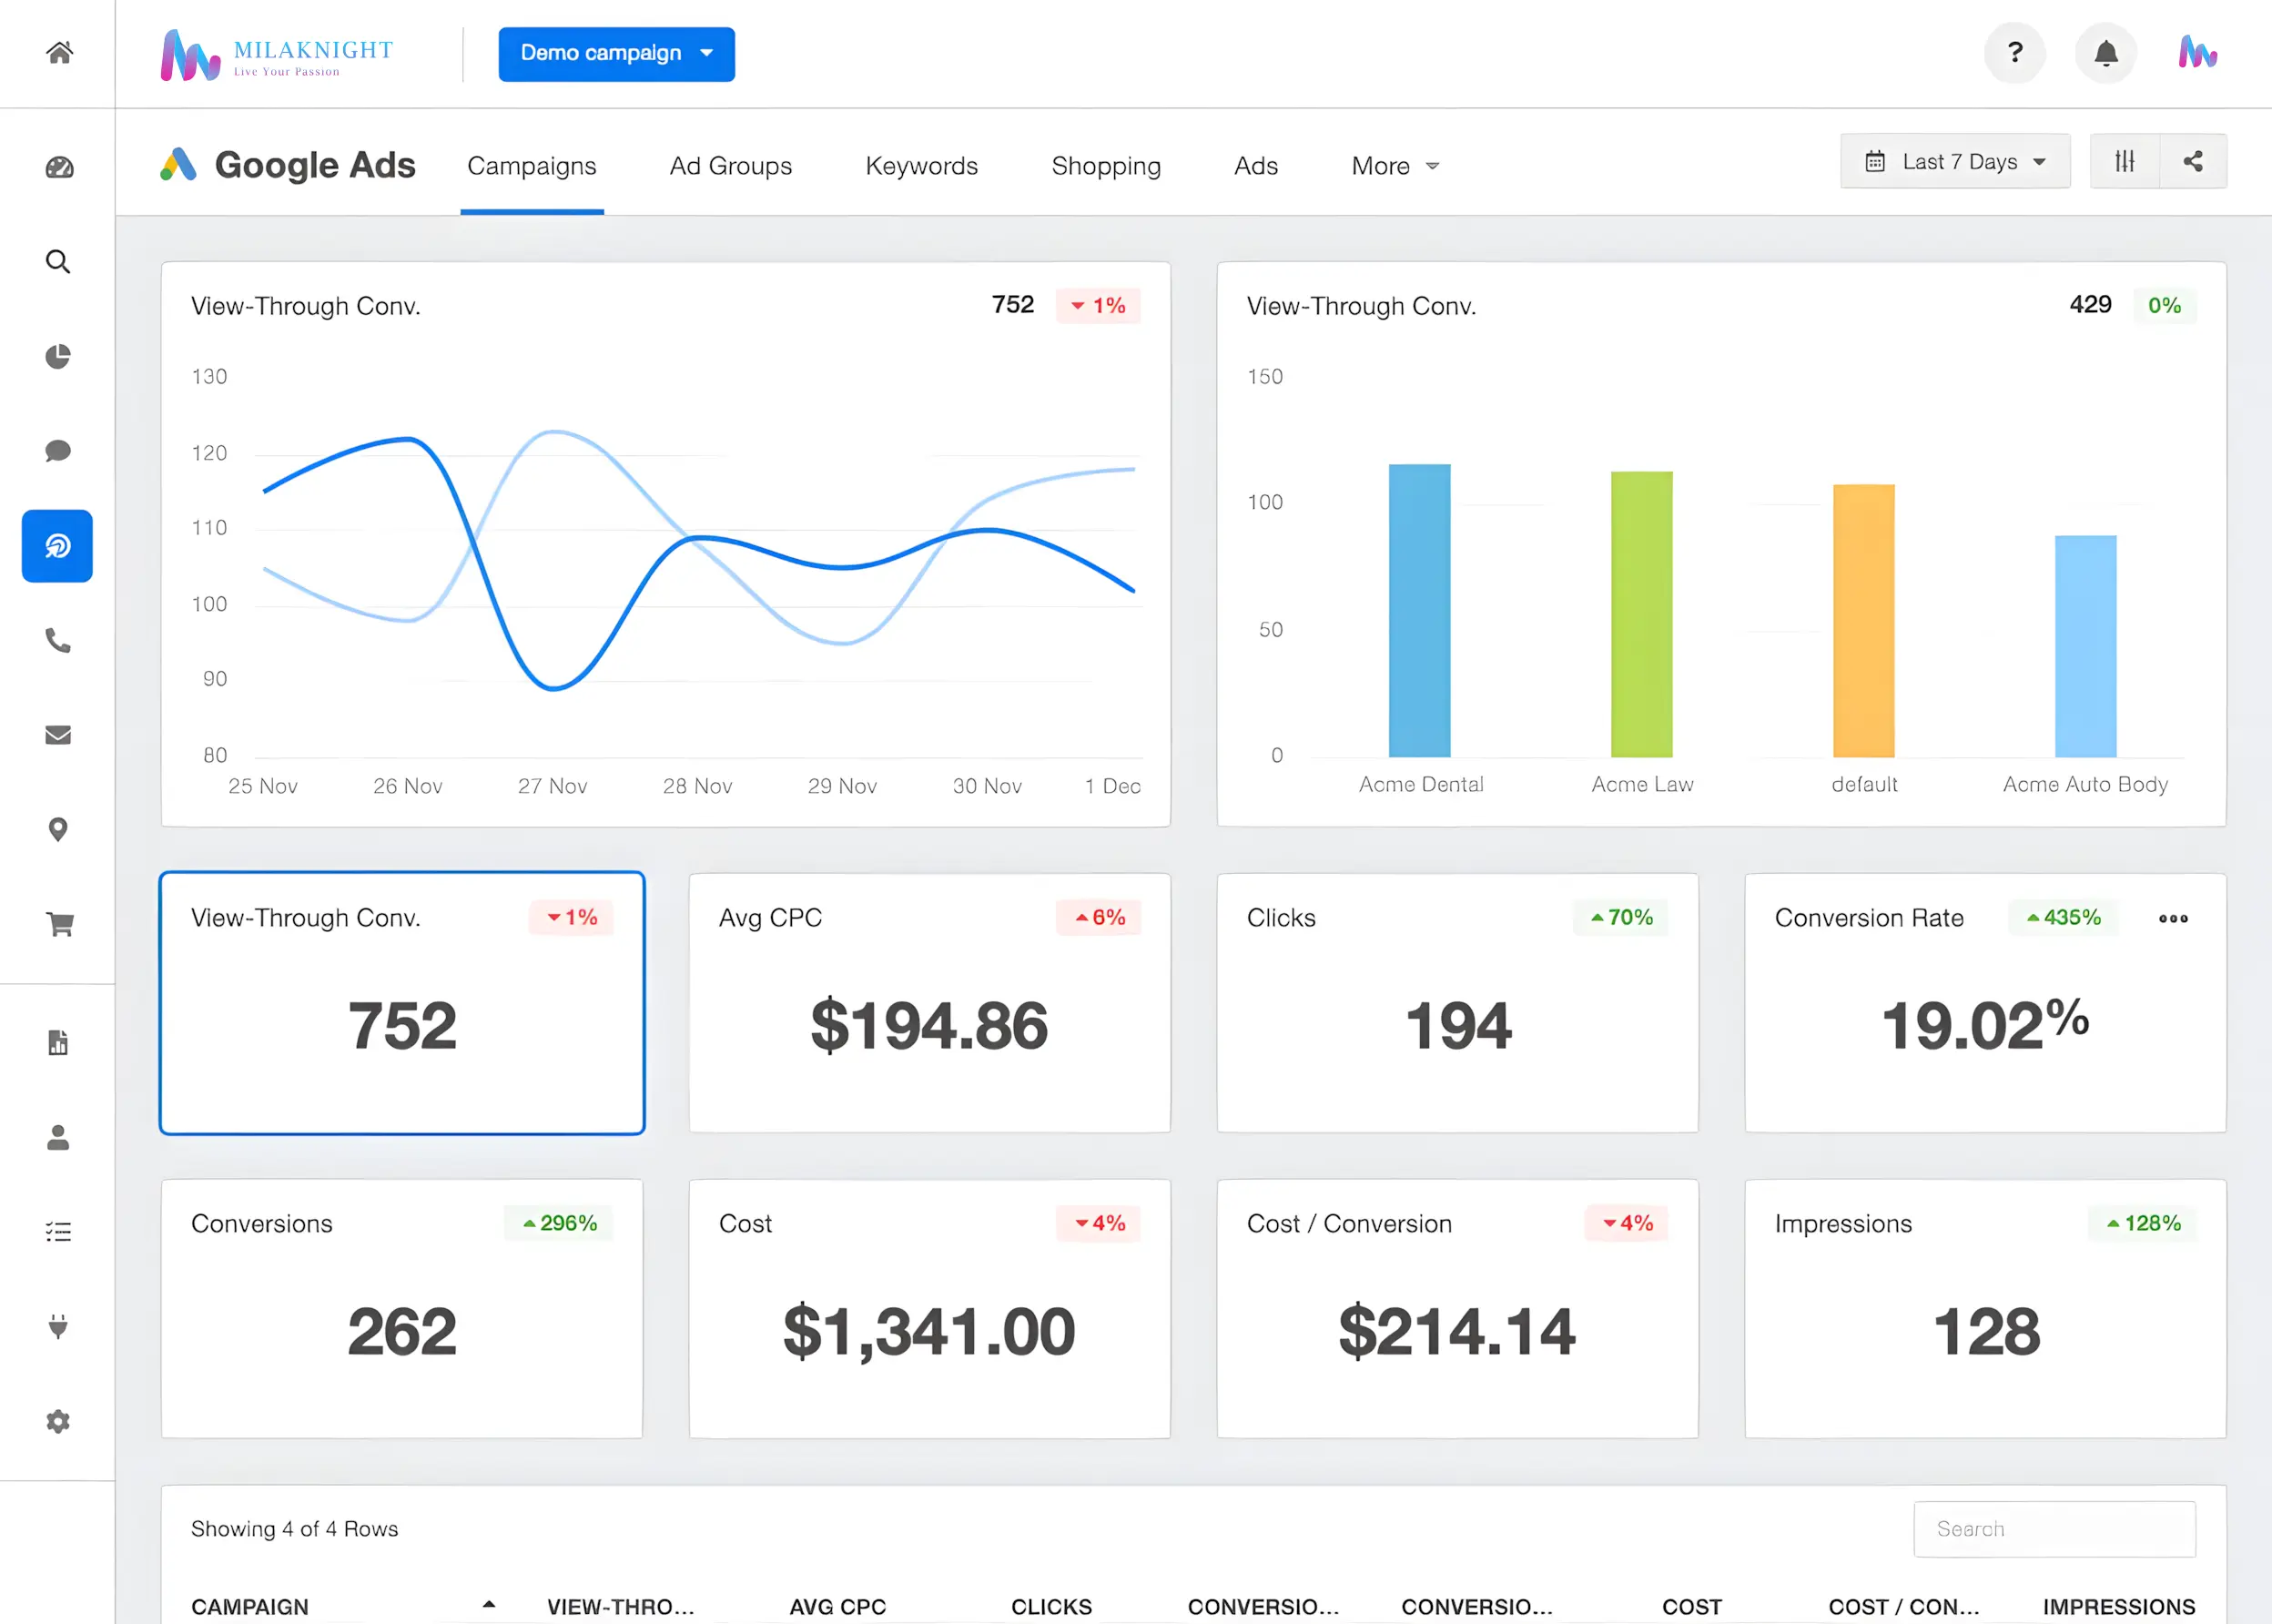 MILAKNIGHT
Live Your Passion
Demo campaign
?
Google Ads
Campaigns
Ad Groups
Keywords
Shopping
Ads
More
Last 7 Days
View-Through Conv.
752
1%
130
120
110
100
90
80
25 Nov
26 Nov
27 Nov
28 Nov
29 Nov
30 Nov
1 Dec
View-Through Conv.
429
0%
150
100
50
0
Acme Dental
Acme Law
default
Acme Auto Body
View-Through Conv.
1%
752
Avg CPC
6%
$194.86
Clicks
70%
194
Conversion Rate
435%
19.02%
Conversions
296%
262
Cost
4%
$1,341.00
Cost / Conversion
4%
$214.14
Impressions
128%
128
Showing 4 of 4 Rows
Search
CAMPAIGN
VIEW-THRO...
AVG CPC
CLICKS
CONVERSIO...
CONVERSIO...
COST
COST / CON...
IMPRESSIONS